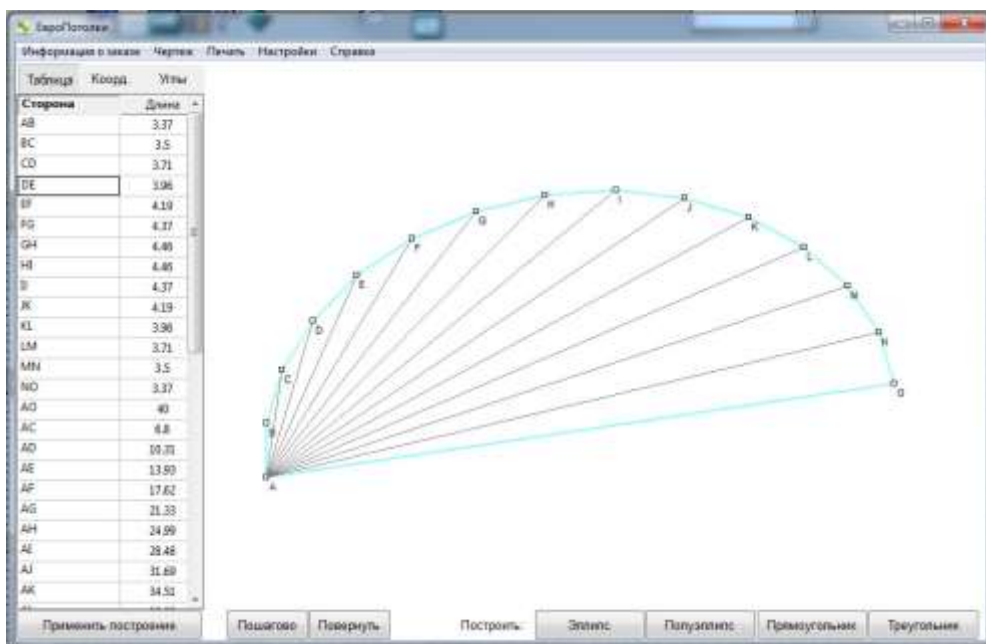 ЕвроПотолки
Информация о заказе Чертеж Печать Настройки Справка
Таблица Коорд. Углы
Сторона Длина
AB 3.37
BC 3.5
CD 3.71
DE 3.96
EF 4.19
FG 4.37
GH 4.46
HI 4.46
IJ 4.37
JK 4.19
KL 3.96
LM 3.71
MN 3.5
NO 3.37
AO 40
AC 6.8
AD 10.31
AE 13.93
AF 17.62
AG 21.33
AH 24.99
AI 28.48
AJ 31.69
AK 34.51
A
B
C
D
E
F
G
H
I
J
K
L
M
N
O
Применить построение Пошагово Повернуть Построить: Эллипс Полуэллипс Прямоугольник Треугольник